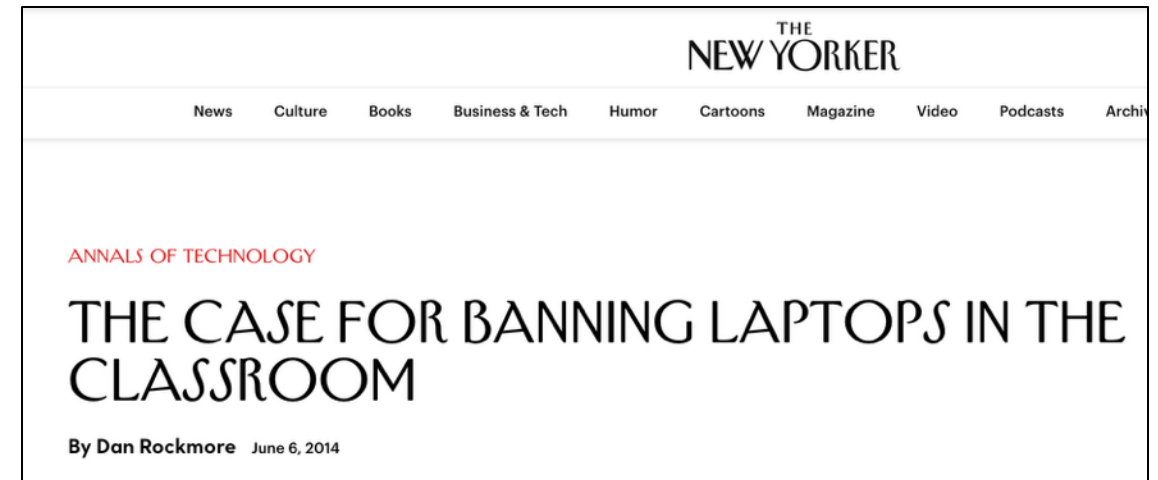 THE
NEW YORKER
News Culture Books Business & Tech Humor Cartoons Magazine Video Podcasts Archiv
ANNALS OF TECHNOLOGY
THE CASE FOR BANNING LAPTOPS IN THE
CLASSROOM
By Dan Rockmore June 6, 2014